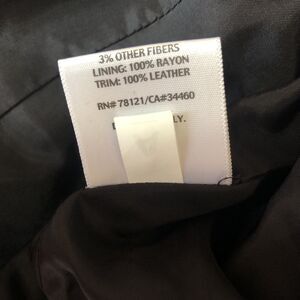 3% OTHER FIBERS
LINING: 100% RAYON
TRIM: 100% LEATHER
RN# 78121/CA#34460